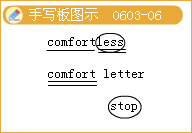 手写板图示 0603-06
comfortless
comfort letter
stop